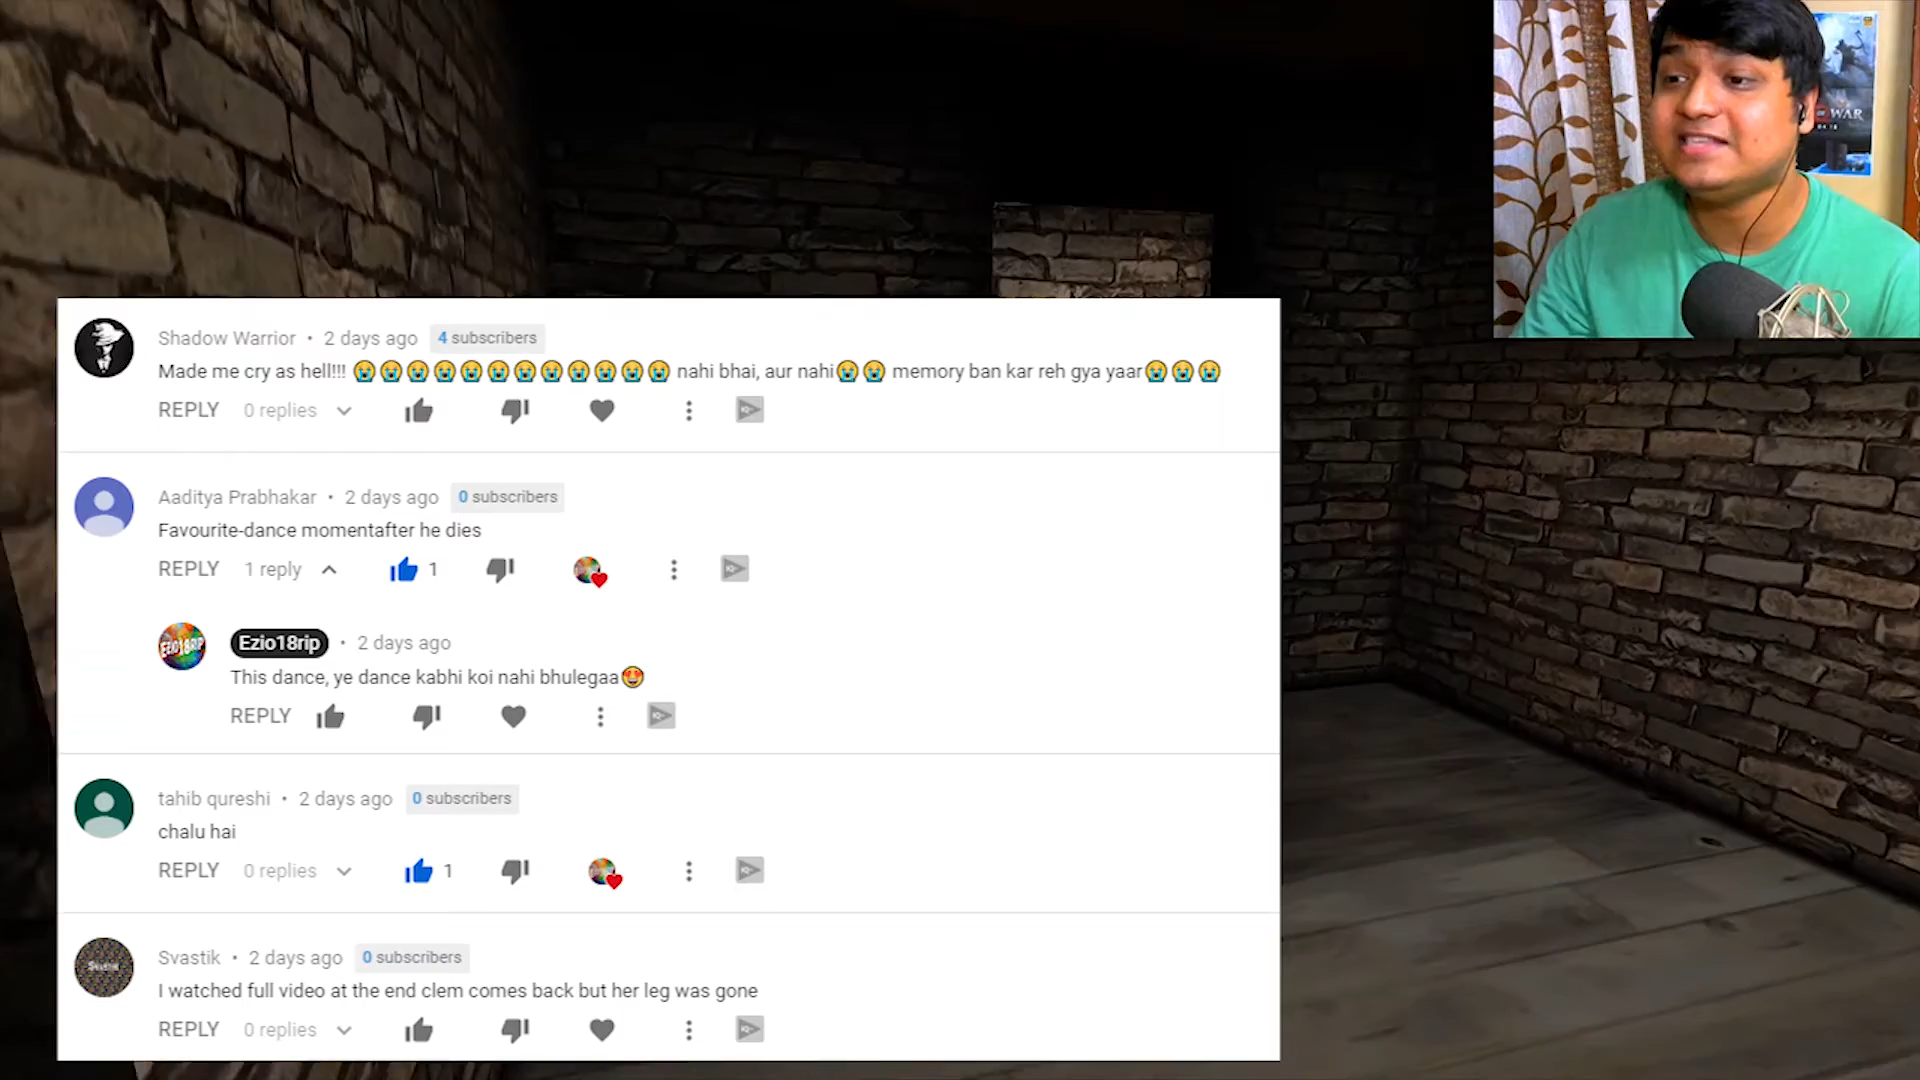 WAR
Shadow Warrior • 2 days ago 4 subscribers
Made me cry as hell!!! 😭😭😭😭😭😭😭😭😭😭😭😭 nahi bhai, aur nahi😭😭 memory ban kar reh gya yaar😭😭😭
REPLY 0 replies
Aaditya Prabhakar • 2 days ago 0 subscribers
Favourite-dance momentafter he dies
REPLY 1 reply 1
EZIO18RIP
Ezio18rip • 2 days ago
This dance, ye dance kabhi koi nahi bhulegaa😍
REPLY
tahib qureshi • 2 days ago 0 subscribers
chalu hai
REPLY 0 replies 1
Svastik • 2 days ago 0 subscribers
I watched full video at the end clem comes back but her leg was gone
REPLY 0 replies